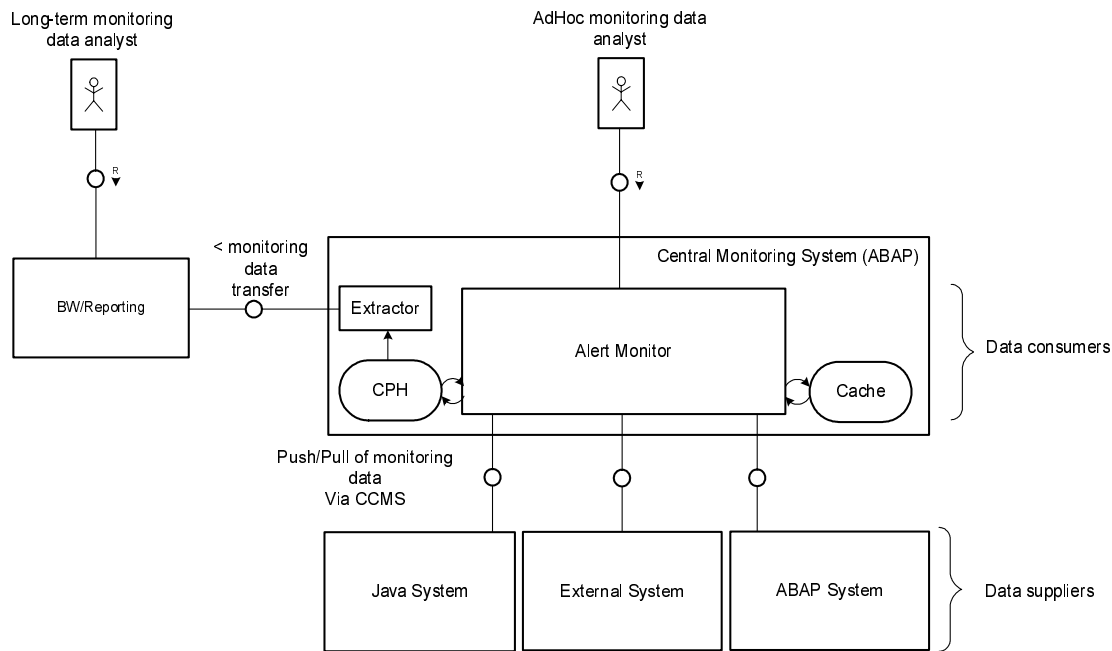 Long-term monitoring
data analyst
AdHoc monitoring data
analyst
R
R
< monitoring
data
transfer
Central Monitoring System (ABAP)
BW/Reporting
Extractor
Alert Monitor
Data consumers
CPH
Cache
Push/Pull of monitoring
data
Via CCMS
Java System
External System
ABAP System
Data suppliers